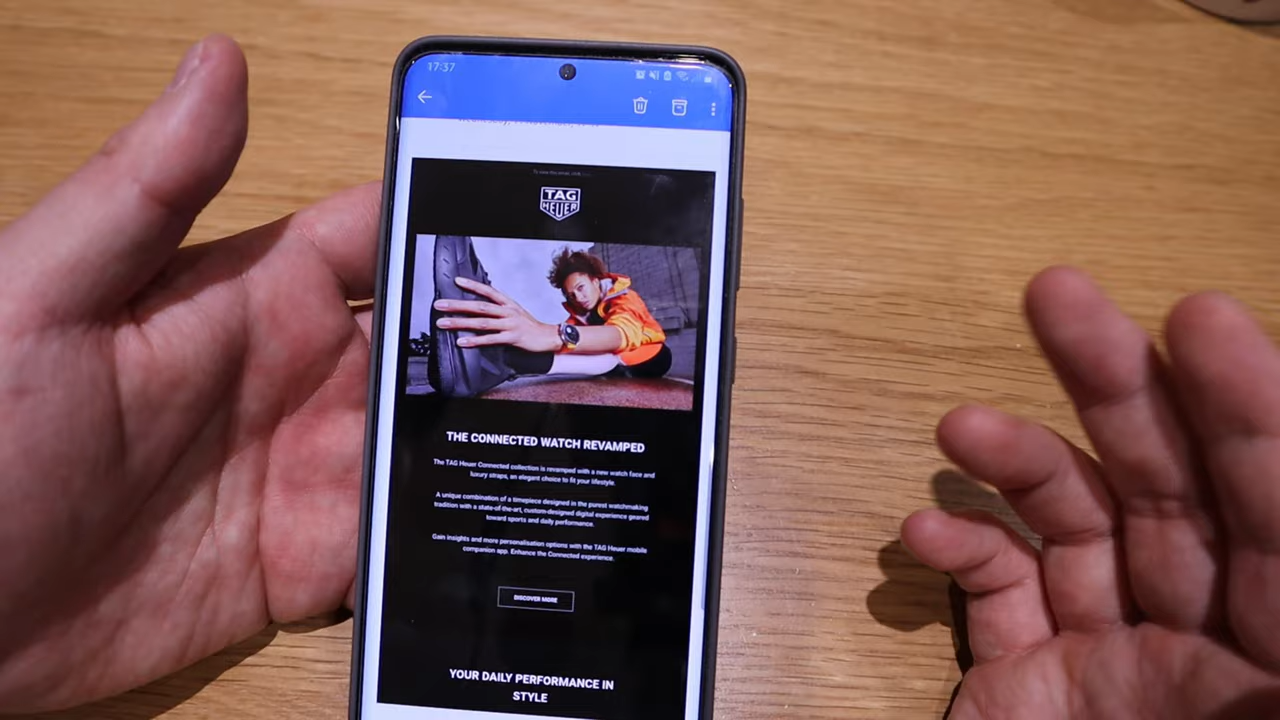 17:37
TAG
HEUER
THE CONNECTED WATCH REVAMPED
The TAG Heuer Connected collection is revamped with a new watch face and
luxury straps, an elegant choice to fit your lifestyle.
A unique combination of a timepiece designed in the purest watchmaking
tradition with a state-of-the-art, custom-designed digital experience geared
toward sports and daily performance.
Gain insights and more personalisation options with the TAG Heuer mobile
companion app. Enhance the Connected experience.
DISCOVER MORE
YOUR DAILY PERFORMANCE IN
STYLE